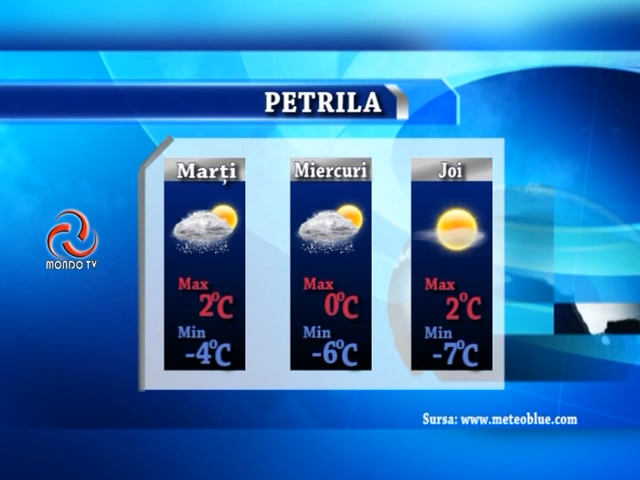 PETRILA
Marți Miercuri Joi
Max Max Max
2°C 0°C 2°C
Min Min Min
-4°C -6°C -7°C
MONDO TV
Sursa: www.meteoblue.com